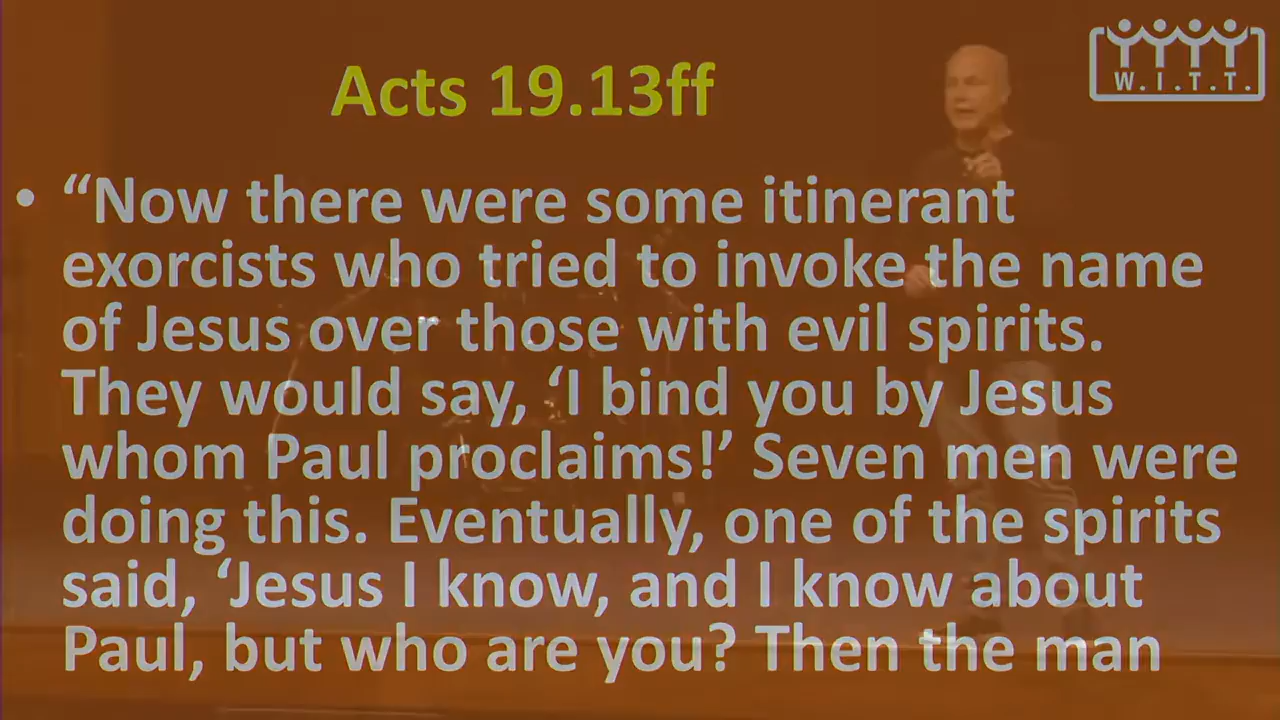 W.I.T.T.
Acts 19.13ff
• “Now there were some itinerant
exorcists who tried to invoke the name
of Jesus over those with evil spirits.
They would say, ‘I bind you by Jesus
whom Paul proclaims!’ Seven men were
doing this. Eventually, one of the spirits
said, ‘Jesus I know, and I know about
Paul, but who are you? Then the man